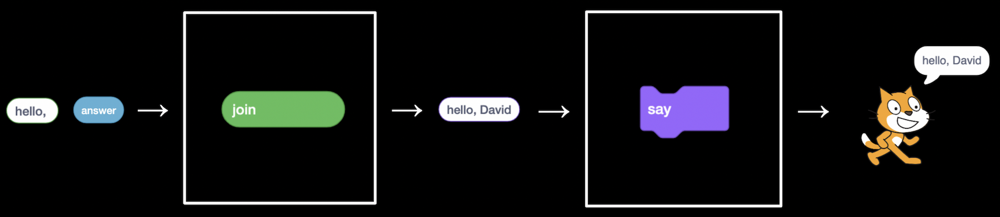 hello,
answer
join
hello, David
say
hello, David